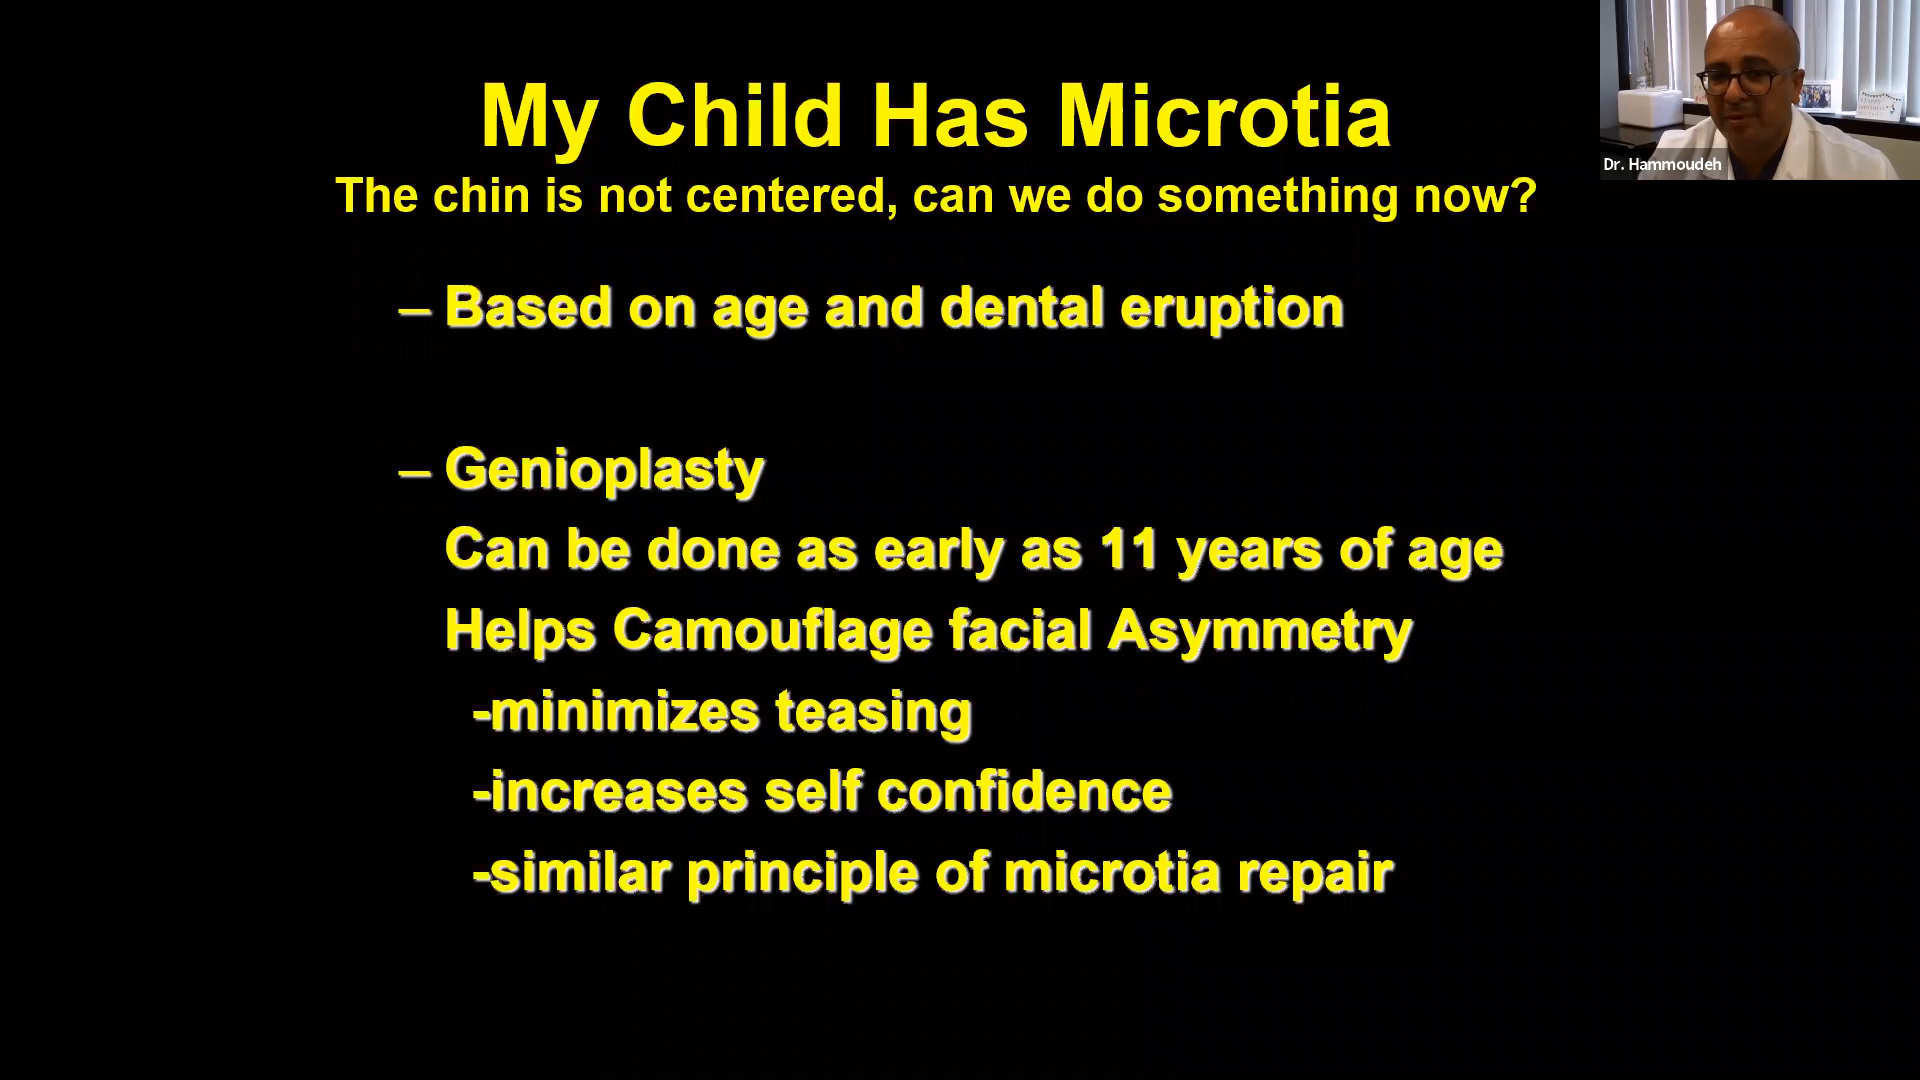 My Child Has Microtia
The chin is not centered, can we do something now?
Dr. Hammoudeh
– Based on age and dental eruption
– Genioplasty
Can be done as early as 11 years of age
Helps Camouflage facial Asymmetry
-minimizes teasing
-increases self confidence
-similar principle of microtia repair